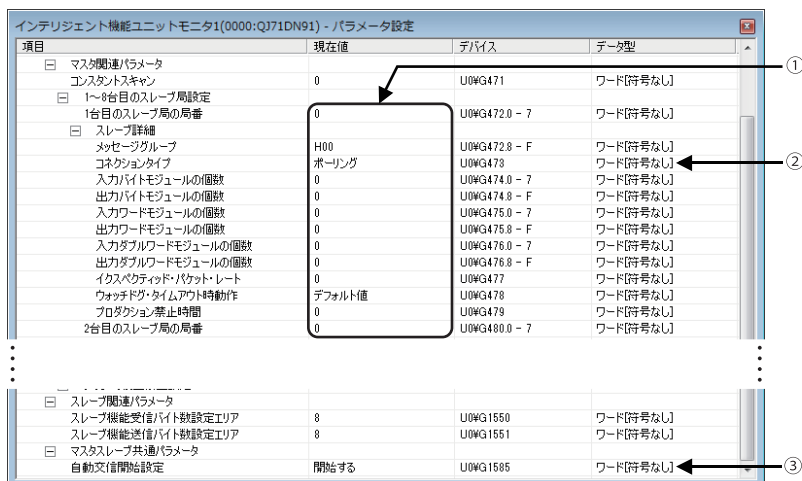 インテリジェント機能ユニットモニタ1(0000:QJ71DN91) - パラメータ設定
項目 現在値 デバイス データ型
マスタ関連パラメータ
コンスタントスキャン 0 U0¥G471 ワード[符号なし]
1～8台目のスレーブ局設定
1台目のスレーブ局の局番 0 U0¥G472.0 - 7 ワード[符号なし]
スレーブ詳細
メッセージグループ H00 U0¥G472.8 - F ワード[符号なし]
コネクションタイプ ポーリング U0¥G473 ワード[符号なし]
入力バイトモジュールの個数 0 U0¥G474.0 - 7 ワード[符号なし]
出力バイトモジュールの個数 0 U0¥G474.8 - F ワード[符号なし]
入力ワードモジュールの個数 0 U0¥G475.0 - 7 ワード[符号なし]
出力ワードモジュールの個数 0 U0¥G475.8 - F ワード[符号なし]
入力ダブルワードモジュールの個数 0 U0¥G476.0 - 7 ワード[符号なし]
出力ダブルワードモジュールの個数 0 U0¥G476.8 - F ワード[符号なし]
イクスペクティッド・パケット・レート 0 U0¥G477 ワード[符号なし]
ウォッチドグ・タイムアウト時動作 デフォルト値 U0¥G478 ワード[符号なし]
プロダクション禁止時間 0 U0¥G479 ワード[符号なし]
2台目のスレーブ局の局番 0 U0¥G480.0 - 7 ワード[符号なし]
スレーブ関連パラメータ
スレーブ機能受信バイト数設定エリア 8 U0¥G1550 ワード[符号なし]
スレーブ機能送信バイト数設定エリア 8 U0¥G1551 ワード[符号なし]
マスタスレーブ共通パラメータ
自動交信開始設定 開始する U0¥G1585 ワード[符号なし]
①
②
③